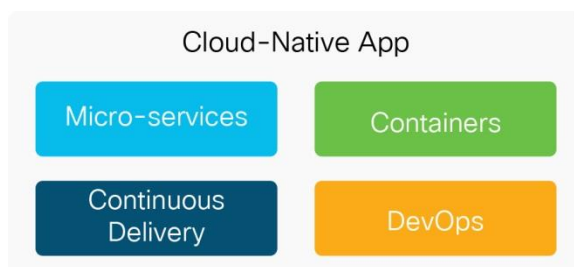 Cloud-Native App
Micro-services
Containers
Continuous
Delivery
DevOps